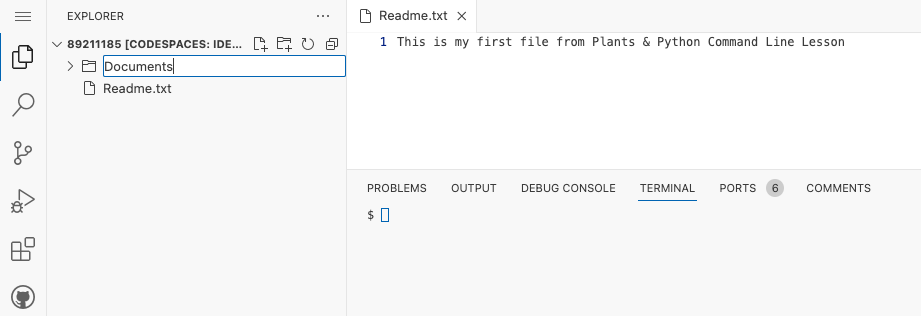 EXPLORER
89211185 [CODESPACES: IDE...
Documents
Readme.txt
Readme.txt
1 This is my first file from Plants & Python Command Line Lesson
PROBLEMS OUTPUT DEBUG CONSOLE TERMINAL PORTS 6 COMMENTS
$